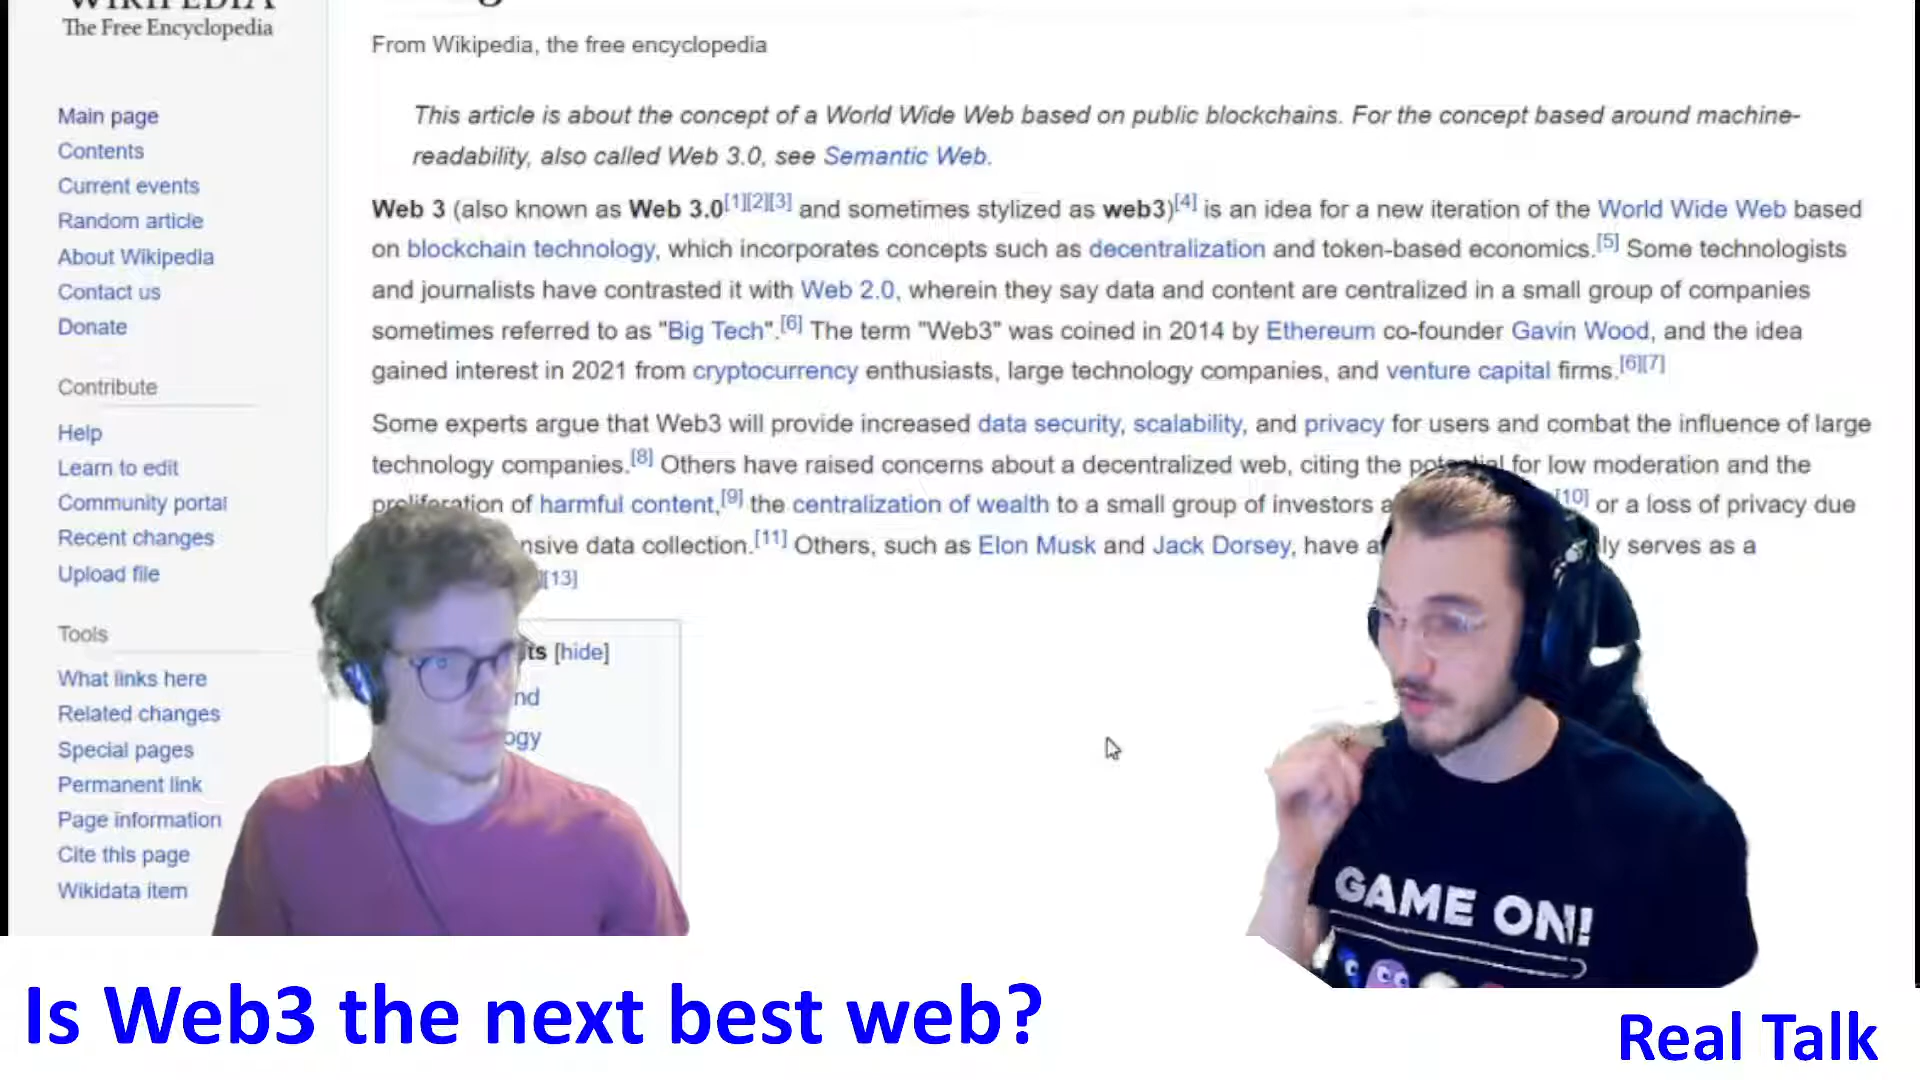 WIKIPEDIA
The Free Encyclopedia
Main page
Contents
Current events
Random article
About Wikipedia
Contact us
Donate
Contribute
Help
Learn to edit
Community portal
Recent changes
Upload file
Tools
What links here
Related changes
Special pages
Permanent link
Page information
Cite this page
Wikidata item
From Wikipedia, the free encyclopedia
This article is about the concept of a World Wide Web based on public blockchains. For the concept based around machine-
readability, also called Web 3.0, see Semantic Web.
Web 3 (also known as Web 3.0[1][2][3] and sometimes stylized as web3)[4] is an idea for a new iteration of the World Wide Web based
on blockchain technology, which incorporates concepts such as decentralization and token-based economics.[5] Some technologists
and journalists have contrasted it with Web 2.0, wherein they say data and content are centralized in a small group of companies
sometimes referred to as "Big Tech".[6] The term "Web3" was coined in 2014 by Ethereum co-founder Gavin Wood, and the idea
gained interest in 2021 from cryptocurrency enthusiasts, large technology companies, and venture capital firms.[6][7]
Some experts argue that Web3 will provide increased data security, scalability, and privacy for users and combat the influence of large
technology companies.[8] Others have raised concerns about a decentralized web, citing the potential for low moderation and the
proliferation of harmful content,[9] the centralization of wealth to a small group of investors [10] or a loss of privacy due
data collection.[11] Others, such as Elon Musk and Jack Dorsey, have serves as a
[13]
[hide]
GAME ON!
Is Web3 the next best web?
Real Talk